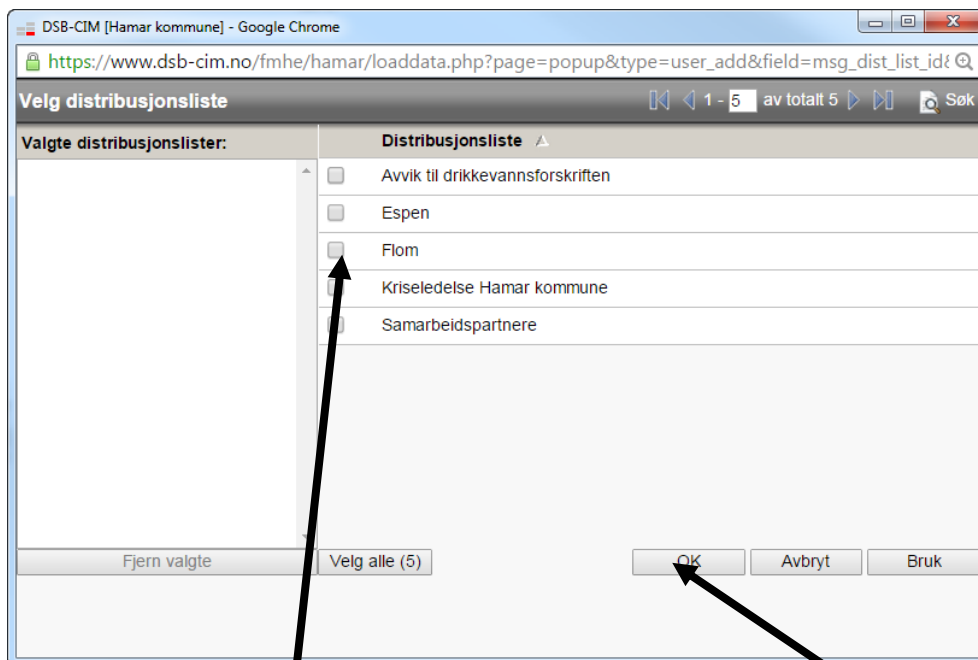 DSB-CIM [Hamar kommune] - Google Chrome
https://www.dsb-cim.no/fmhe/hamar/loaddata.php?page=popup&type=user_add&field=msg_dist_list_id&
Velg distribusjonsliste 1 - 5 av totalt 5 Søk
Valgte distribusjonslister: Distribusjonsliste
Avvik til drikkevannsforskriften
Espen
Flom
Kriseledelse Hamar kommune
Samarbeidspartnere
Fjern valgte Velg alle (5) OK Avbryt Bruk